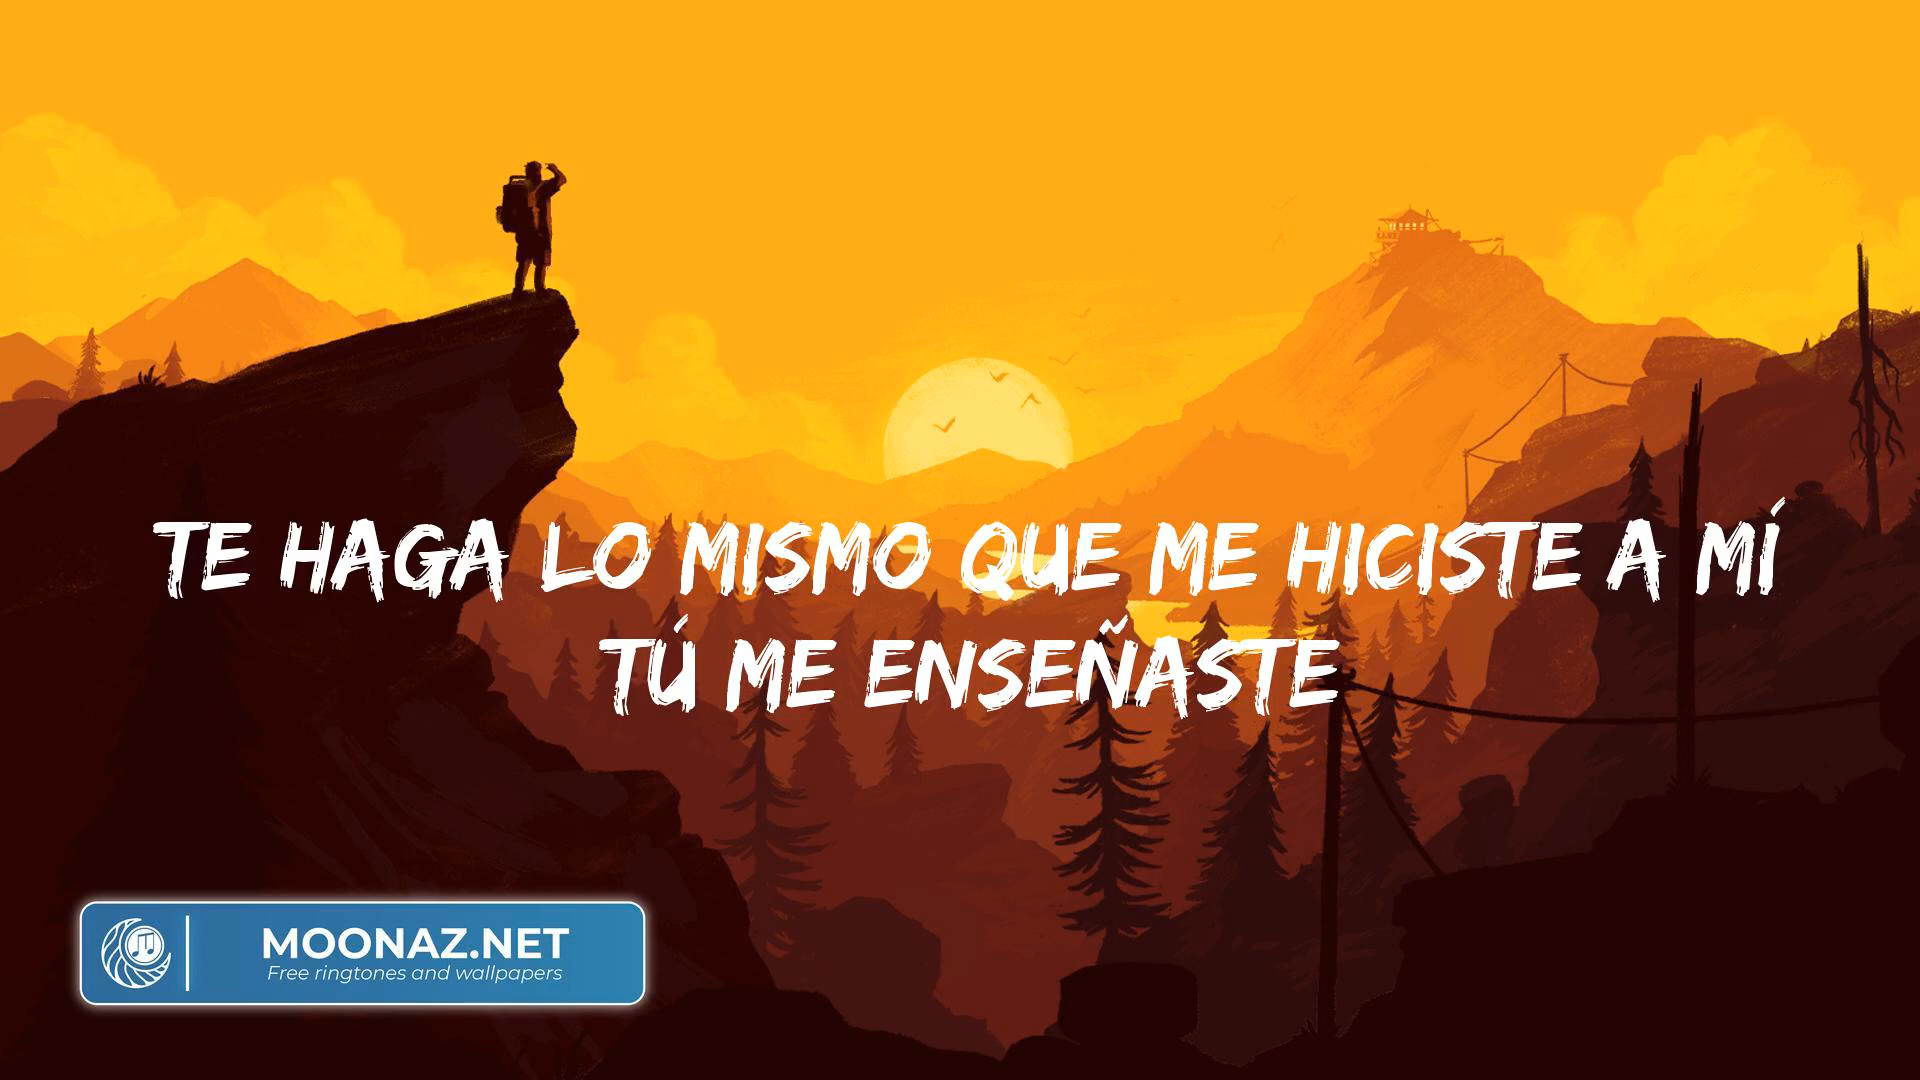 TE HAGA LO MISMO QUE ME HICISTE A MÍ
TÚ ME ENSEÑASTE
MOONAZ.NET
Free ringtones and wallpapers